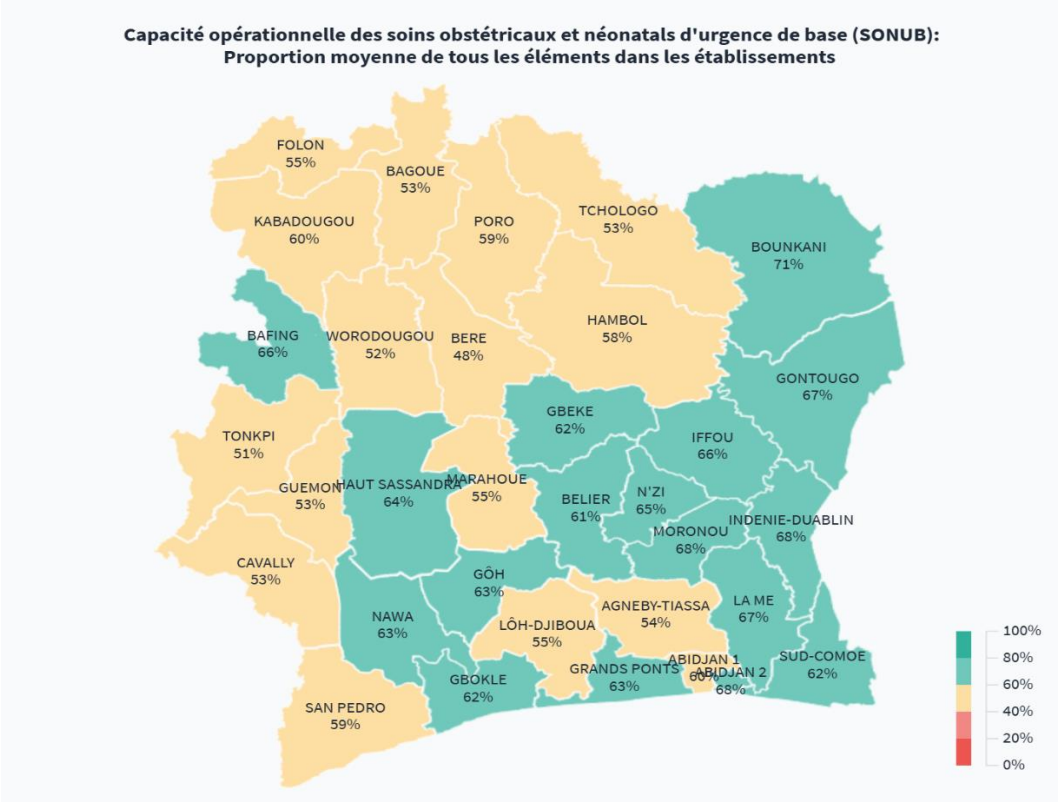 Capacité opérationnelle des soins obstétricaux et néonatals d'urgence de base (SONUB):
Proportion moyenne de tous les éléments dans les établissements
FOLON
55%
BAGOUE
53%
KABADOUGOU
60%
PORO
59%
TCHOLOGO
53%
BOUNKANI
71%
BAFING
66%
WORODOUGOU
52%
BERE
48%
HAMBOL
58%
GONTOUGO
67%
GBEKE
62%
IFFOU
66%
TONKPI
51%
GUEMON
53%
HAUT SASSANDRA
64%
MARAHOUE
55%
BELIER
61%
N'ZI
65%
MORONOU
68%
INDENIE-DUABLIN
68%
CAVALLY
53%
GÔH
63%
NAWA
63%
LÔH-DJIBOUA
55%
AGNEBY-TIASSA
54%
LA ME
67%
SUD-COMOE
62%
GRANDS PONTS
63%
ABIDJAN 1
60%
ABIDJAN 2
68%
GBOKLE
62%
SAN PEDRO
59%
100%
80%
60%
40%
20%
0%